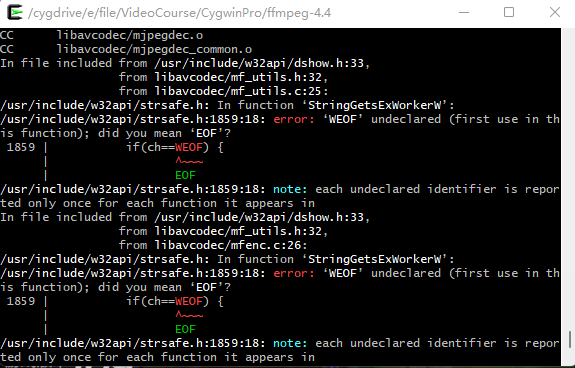 /cygdrive/e/file/VideoCourse/CygwinPro/ffmpeg-4.4
CC      libavcodec/mjpegdec.o
CC      libavcodec/mjpegdec_common.o
In file included from /usr/include/w32api/dshow.h:33,
                 from libavcodec/mf_utils.h:32,
                 from libavcodec/mf_utils.c:25:
/usr/include/w32api/strsafe.h: In function ‘StringGetsExWorkerW’:
/usr/include/w32api/strsafe.h:1859:18: error: ‘WEOF’ undeclared (first use in th
is function); did you mean ‘EOF’?
 1859 |           if(ch==WEOF) {
      |                  ^~~~
      |                  EOF
/usr/include/w32api/strsafe.h:1859:18: note: each undeclared identifier is repor
ted only once for each function it appears in
In file included from /usr/include/w32api/dshow.h:33,
                 from libavcodec/mf_utils.h:32,
                 from libavcodec/mfenc.c:26:
/usr/include/w32api/strsafe.h: In function ‘StringGetsExWorkerW’:
/usr/include/w32api/strsafe.h:1859:18: error: ‘WEOF’ undeclared (first use in th
is function); did you mean ‘EOF’?
 1859 |           if(ch==WEOF) {
      |                  ^~~~
      |                  EOF
/usr/include/w32api/strsafe.h:1859:18: note: each undeclared identifier is repor
ted only once for each function it appears in